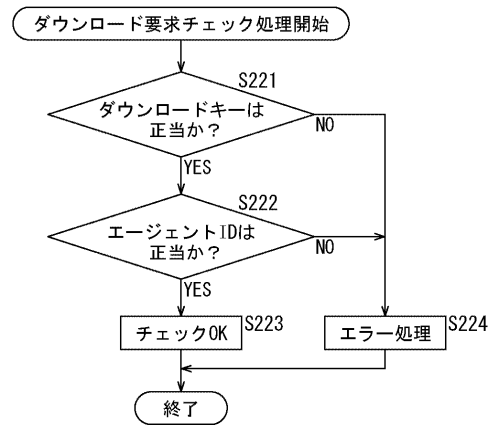 ダウンロード要求チェック処理開始
S221
ダウンロードキーは
正当か？
NO
YES
S222
エージェントIDは
正当か？
NO
YES
チェックOK
S223
エラー処理
S224
終了